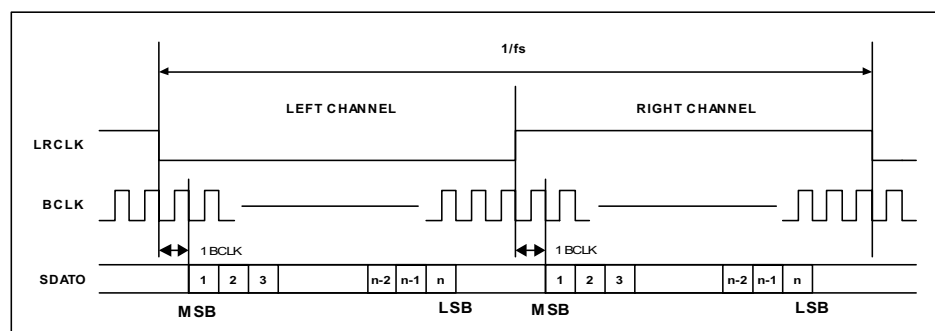 1/fs
LEFT CHANNEL RIGHT CHANNEL
LRCLK
BCLK
1 BCLK 1 BCLK
SDATO 1 2 3 n-2 n-1 n 1 2 3 n-2 n-1 n
MSB LSB MSB LSB